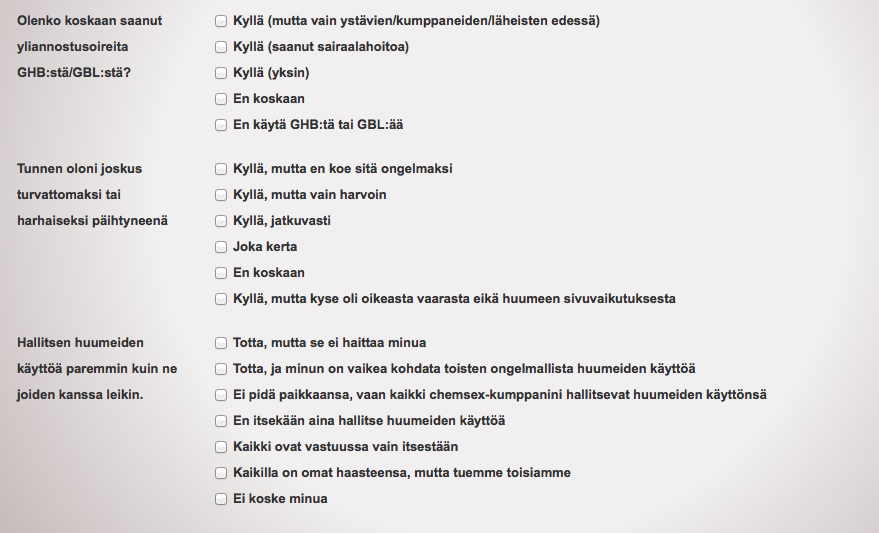 Olenko koskaan saanut
yliannostusoireita
GHB:stä/GBL:stä?
Kyllä (mutta vain ystävien/kumppaneiden/läheisten edessä)
Kyllä (saanut sairaalahoitoa)
Kyllä (yksin)
En koskaan
En käytä GHB:tä tai GBL:ää
Tunnen oloni joskus
turvattomaksi tai
harhaiseksi päihtyneenä
Kyllä, mutta en koe sitä ongelmaksi
Kyllä, mutta vain harvoin
Kyllä, jatkuvasti
Joka kerta
En koskaan
Kyllä, mutta kyse oli oikeasta vaarasta eikä huumeen sivuvaikutuksesta
Hallitsen huumeiden
käyttöä paremmin kuin ne
joiden kanssa leikin.
Totta, mutta se ei haittaa minua
Totta, ja minun on vaikea kohdata toisten ongelmallista huumeiden käyttöä
Ei pidä paikkaansa, vaan kaikki chemsex-kumppanini hallitsevat huumeiden käyttönsä
En itsekään aina hallitse huumeiden käyttöä
Kaikki ovat vastuussa vain itsestään
Kaikilla on omat haasteensa, mutta tuemme toisiamme
Ei koske minua